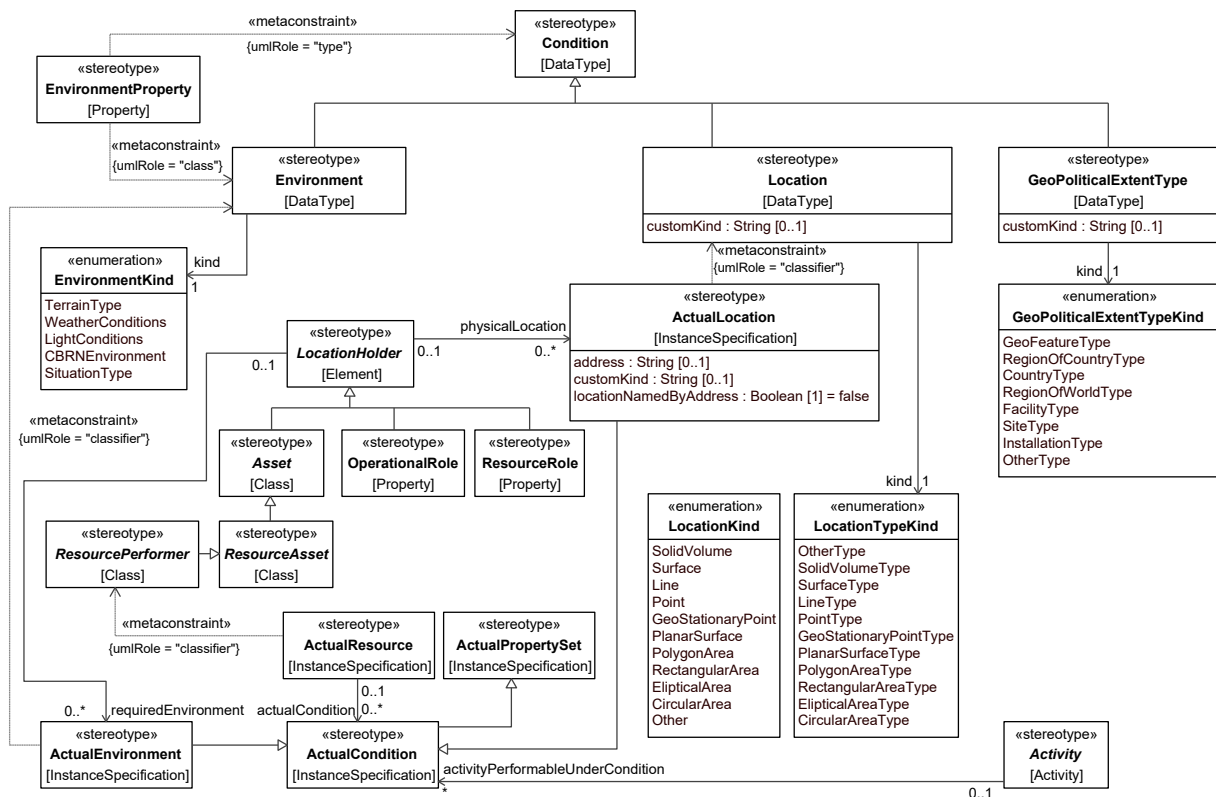 «metaconstraint»
{umlRole = "type"}
«stereotype»
Condition
[DataType]
«stereotype»
EnvironmentProperty
[Property]
«metaconstraint»
{umlRole = "class"}
«stereotype»
Environment
[DataType]
«stereotype»
Location
[DataType]
customKind : String [0..1]
«stereotype»
GeoPoliticalExtentType
[DataType]
customKind : String [0..1]
«metaconstraint»
{umlRole = "classifier"}
kind
1
«enumeration»
EnvironmentKind
TerrainType
WeatherConditions
LightConditions
CBRNEnvironment
SituationType
kind
1
«enumeration»
GeoPoliticalExtentTypeKind
GeoFeatureType
RegionOfCountryType
CountryType
RegionOfWorldType
FacilityType
SiteType
InstallationType
OtherType
«stereotype»
ActualLocation
[InstanceSpecification]
address : String [0..1]
customKind : String [0..1]
locationNamedByAddress : Boolean [1] = false
physicalLocation
0..1
0..*
«stereotype»
LocationHolder
[Element]
0..1
«metaconstraint»
{umlRole = "classifier"}
«stereotype»
Asset
[Class]
«stereotype»
OperationalRole
[Property]
«stereotype»
ResourceRole
[Property]
kind
1
«enumeration»
LocationKind
SolidVolume
Surface
Line
Point
GeoStationaryPoint
PlanarSurface
PolygonArea
RectangularArea
ElipticalArea
CircularArea
Other
«enumeration»
LocationTypeKind
OtherType
SolidVolumeType
SurfaceType
LineType
PointType
GeoStationaryPointType
PlanarSurfaceType
PolygonAreaType
RectangularAreaType
ElipticalAreaType
CircularAreaType
«stereotype»
ResourcePerformer
[Class]
«stereotype»
ResourceAsset
[Class]
«metaconstraint»
{umlRole = "classifier"}
«stereotype»
ActualResource
[InstanceSpecification]
«stereotype»
ActualPropertySet
[InstanceSpecification]
0..1
0..*
requiredEnvironment
actualCondition
0..*
«stereotype»
ActualEnvironment
[InstanceSpecification]
«stereotype»
ActualCondition
[InstanceSpecification]
activityPerformableUnderCondition
*
0..1
«stereotype»
Activity
[Activity]